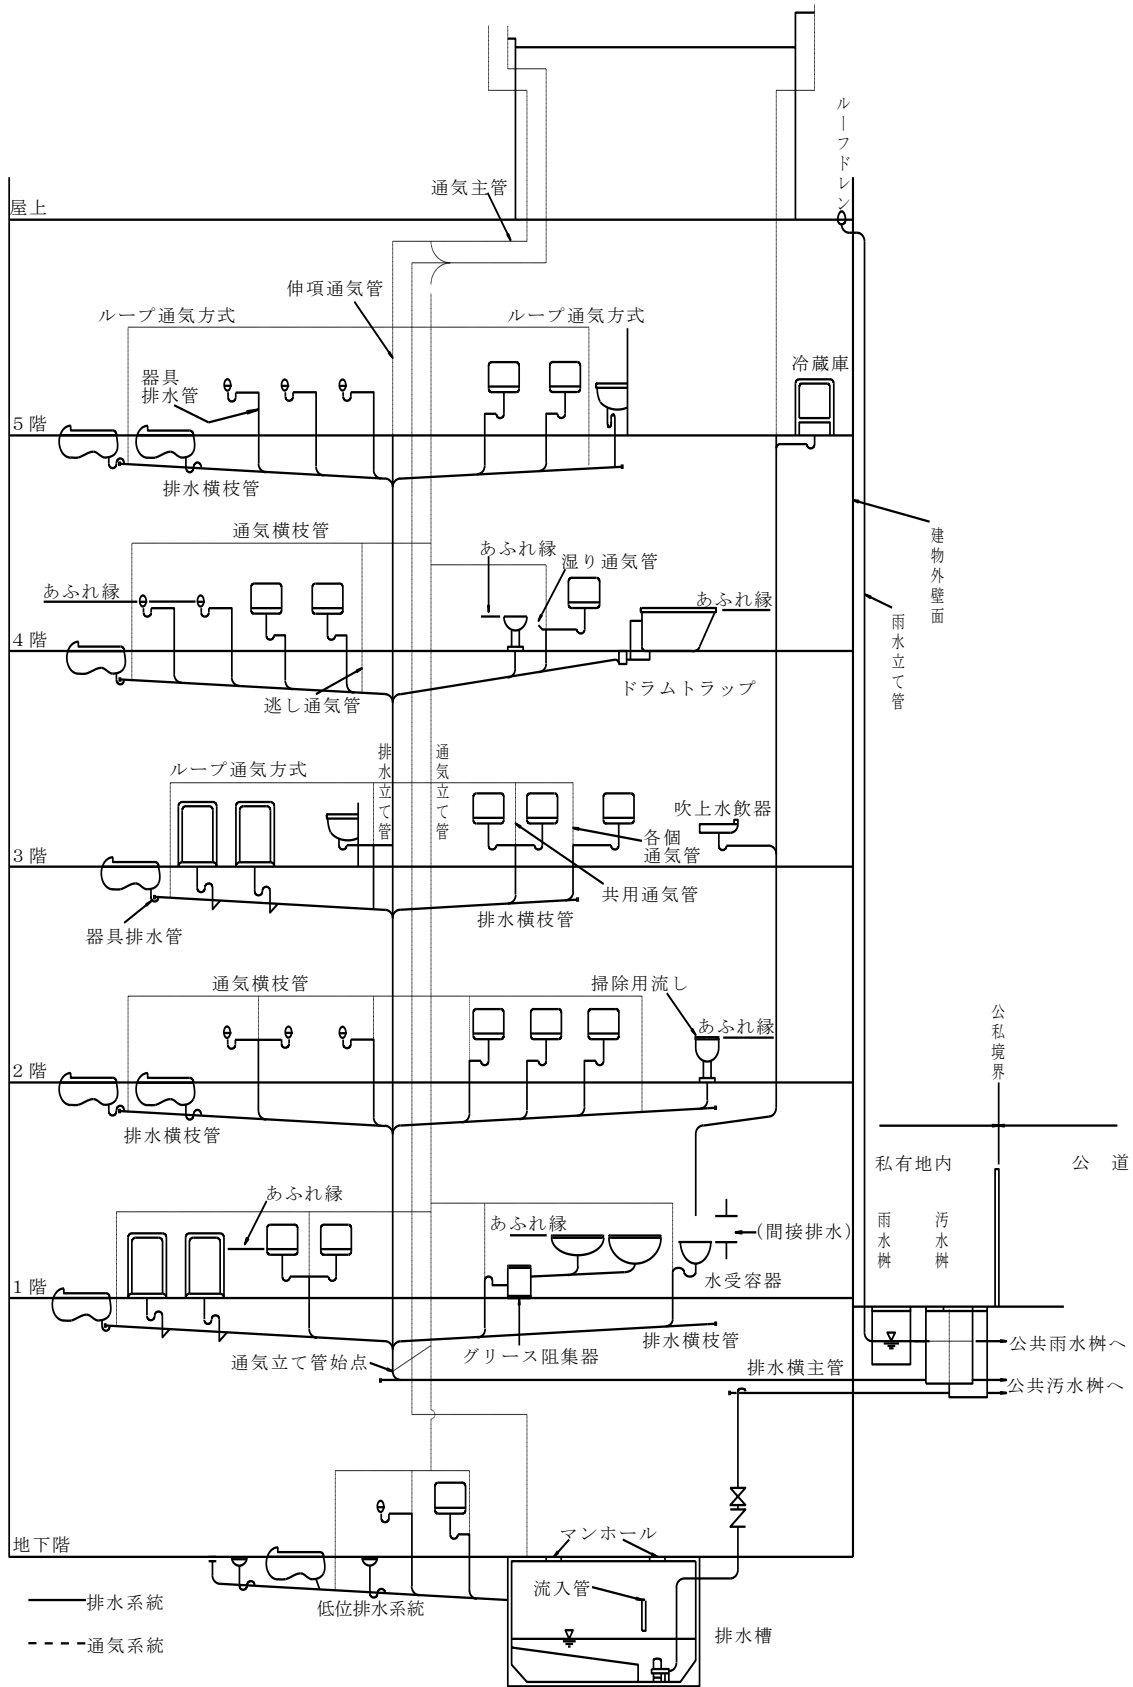 ルーフドレン
通気主管
屋上
伸項通気管
ループ通気方式
ループ通気方式
冷蔵庫
器具
排水管
5階
排水横枝管
通気横枝管
あふれ縁
湿り通気管
建物外壁面
あふれ縁
あふれ縁
雨水立て管
4階
逃し通気管
ドラムトラップ
排水立て管
通気立て管
ループ通気方式
吹上水飲器
各個
通気管
3階
共用通気管
排水横枝管
器具排水管
通気横枝管
掃除用流し
あふれ縁
公私境界
2階
排水横枝管
私有地内
公 道
あふれ縁
あふれ縁
(間接排水)
雨水桝
汚水桝
水受容器
1階
排水横枝管
公共雨水桝へ
通気立て管始点
グリース阻集器
排水横主管
公共汚水桝へ
地下階
マンホール
流入管
排水系統
低位排水系統
排水槽
通気系統